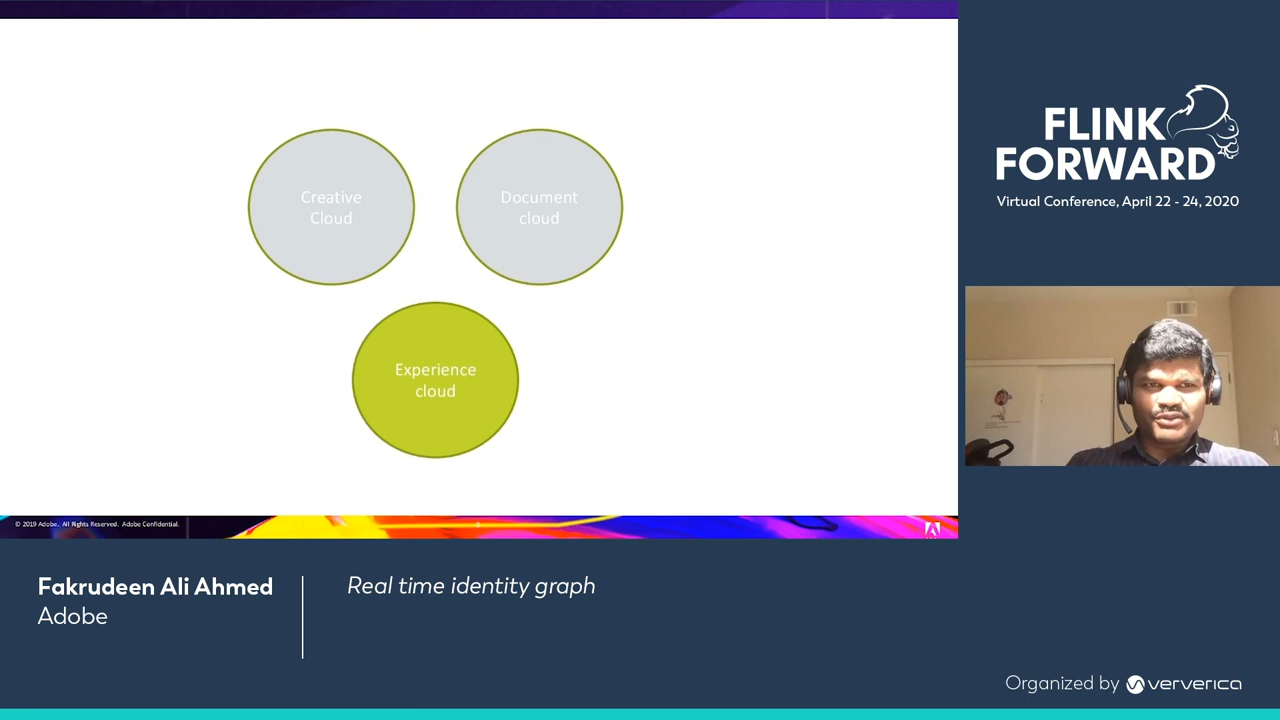 Creative
Cloud
Document
cloud
Experience
cloud
© 2019 Adobe. All Rights Reserved. Adobe Confidential.
FLINK
FORWARD
Virtual Conference, April 22 - 24, 2020
Fakrudeen Ali Ahmed
Adobe
Real time identity graph
Organized by ververica